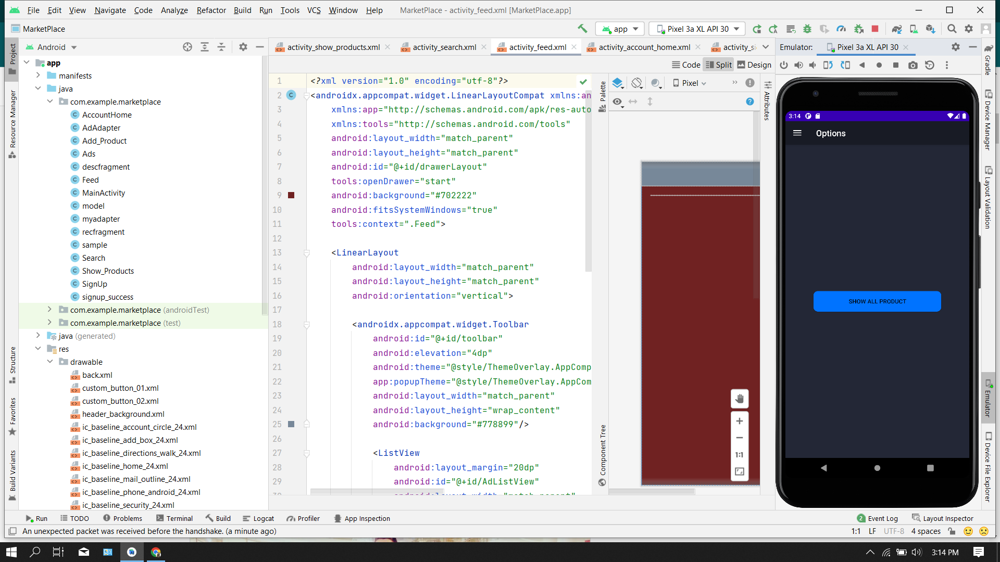 File Edit View Navigate Code Analyze Refactor Build Run Tools VCS Window Help MarketPlace - activity_feed.xml [MarketPlace.app]
MarketPlace
app
Pixel 3a XL API 30
Project
Resource Manager
Structure
Favorites
Build Variants
Android
app
manifests
java
com.example.marketplace
AccountHome
AdAdapter
Add_Product
Ads
descfragment
Feed
MainActivity
model
myadapter
recfragment
sample
Search
Show_Products
SignUp
signup_success
com.example.marketplace (androidTest)
com.example.marketplace (test)
java (generated)
res
drawable
back.xml
custom_button_01.xml
custom_button_02.xml
header_background.xml
ic_baseline_account_circle_24.xml
ic_baseline_add_box_24.xml
ic_baseline_directions_walk_24.xml
ic_baseline_home_24.xml
ic_baseline_mail_outline_24.xml
ic_baseline_phone_android_24.xml
ic_baseline_security_24.xml
activity_show_products.xml activity_search.xml activity_feed.xml activity_account_home.xml activity_si
Code Split Design
1 <?xml version="1.0" encoding="utf-8"?>
2 <androidx.appcompat.widget.LinearLayoutCompat xmlns:an
3 xmlns:app="http://schemas.android.com/apk/res-auto
4 xmlns:tools="http://schemas.android.com/tools"
5 android:layout_width="match_parent"
6 android:layout_height="match_parent"
7 android:id="@+id/drawerLayout"
8 tools:openDrawer="start"
9 android:background="#702222"
10 android:fitsSystemWindows="true"
11 tools:context=".Feed">
12
13 <LinearLayout
14 android:layout_width="match_parent"
15 android:layout_height="match_parent"
16 android:orientation="vertical">
17
18 <androidx.appcompat.widget.Toolbar
19 android:id="@+id/toolbar"
20 android:elevation="4dp"
21 android:theme="@style/ThemeOverlay.AppComp
22 app:popupTheme="@style/ThemeOverlay.AppCom
23 android:layout_width="match_parent"
24 android:layout_height="wrap_content"
25 android:background="#778899"/>
26
27 <ListView
28 android:layout_margin="20dp"
29 android:id="@+id/AdListView"
30 android:layout_width="match_parent"
Palette
Component Tree
Pixel
1:1
Attributes
Emulator: Pixel 3a XL API 30
3:14
Options
SHOW ALL PRODUCT
Gradle
Device Manager
Layout Validation
Emulator
Device File Explorer
Run TODO Problems Terminal Build Logcat Profiler App Inspection 2 Event Log Layout Inspector
An unexpected packet was received before the handshake. (a minute ago) 1:1 LF UTF-8 4 spaces
3:14 PM